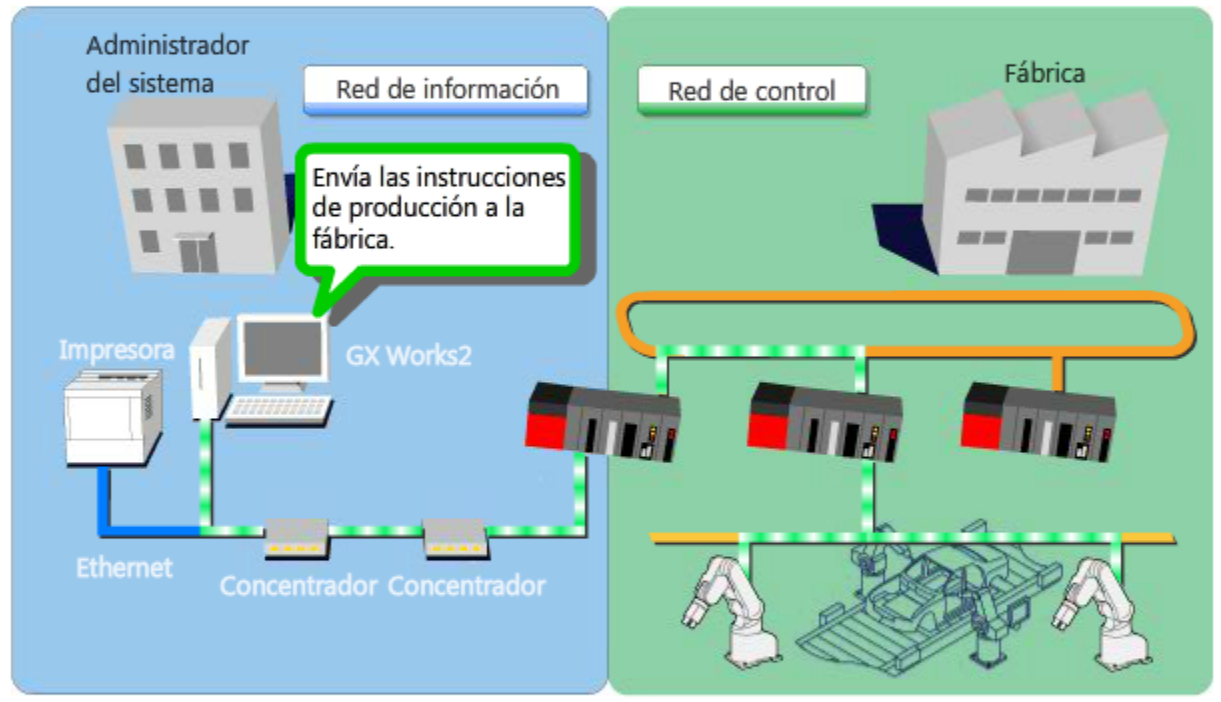 Administrador
del sistema
Red de información
Red de control
Fábrica
Envía las instrucciones
de producción a la
fábrica.
Impresora
GX Works2
Ethernet
Concentrador
Concentrador